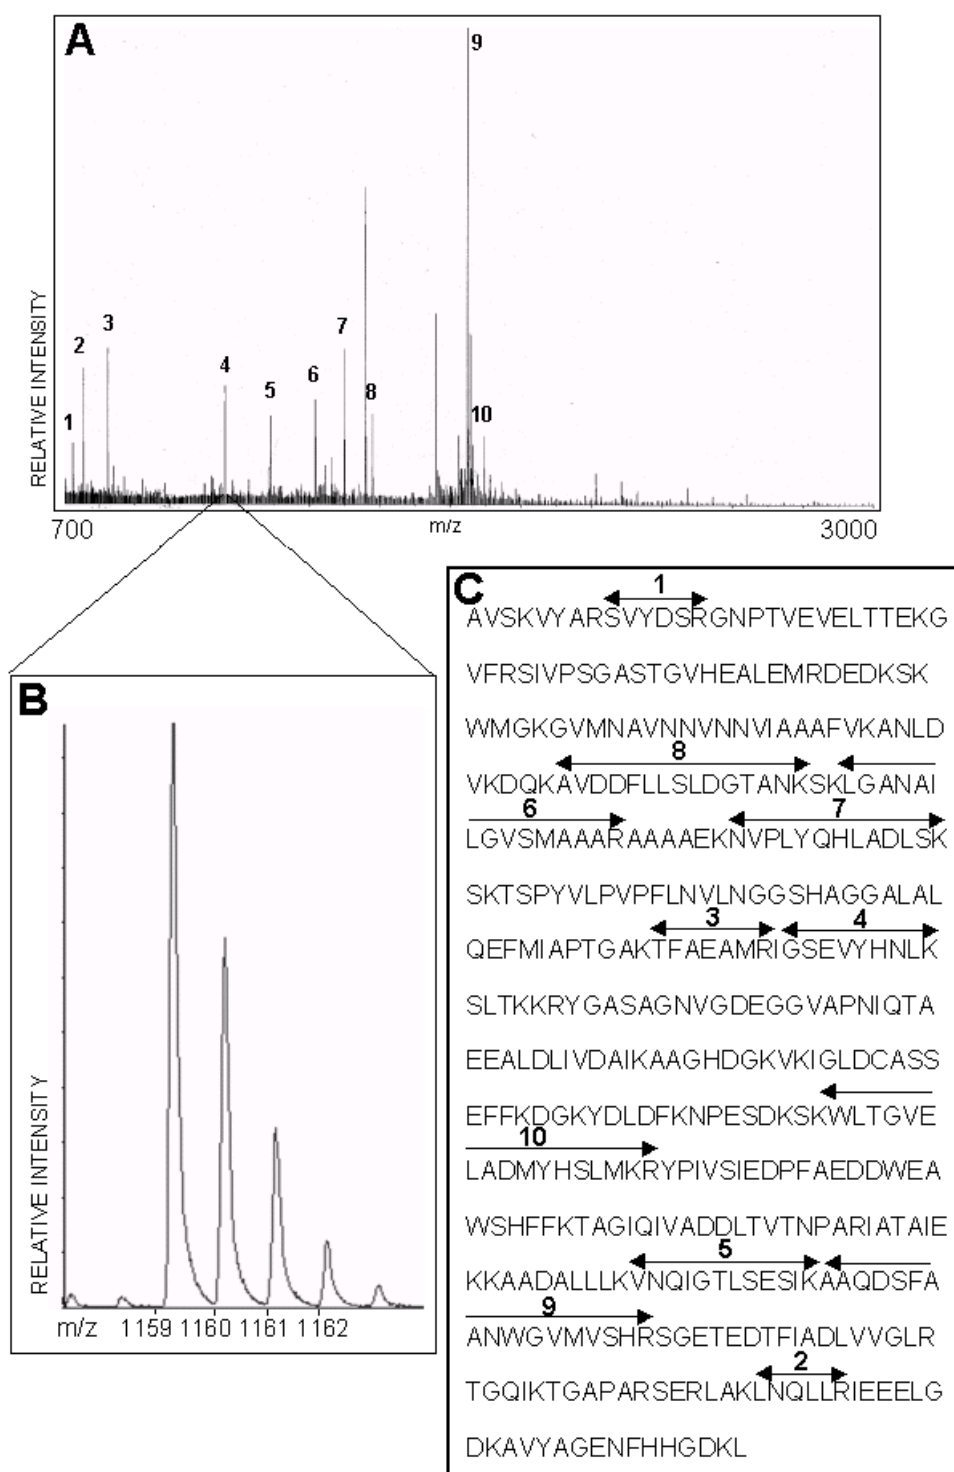 A
9
3
7
2
4
6
5
8
1
10
RELATIVE INTENSITY
700
m/z
3000
B
RELATIVE INTENSITY
m/z 1159 1160 1161 1162
C
1
AVSKVYARSVYDSRGNPTVEVELTTEKG
VFRSIVPSGASTGVHEALEMRDEDKSK
WMGKGVMNAVNNVNNVIAAAFVKANLD
8
VKDQKAVDDFLLSLDGTANKSKLGANAI
6 7
LGVSMAAARAAAAEKNVPLYQHLADLSK
SKTSPYVLPVPFLNVLNGGSHAGGALAL
3 4
QEFMIAPTGAKTFAEAMRIGSEVYHNLK
SLTKKRYGASAGNVGDEGGVAPNIQTA
EEALDLIVDAIKAAGHDGKVKIGLDCASS
EFFKDGKYDLDFKNPESDKSKWLTGVE
10
LADMYHSLMKRYPIVSIEDPFAEDDWEA
WSHFFKTAGIQIVADDLTVTNPARIATAIE
5
KKAADALLLKVNQIGTLSESIKAAQDSFA
9
ANWGVMVSHRSGETEDTFIADLVVGLR
2
TGQIKTGAPARSERLAKLNQLLRIEEELG
DKAVYAGENFHHGDKL